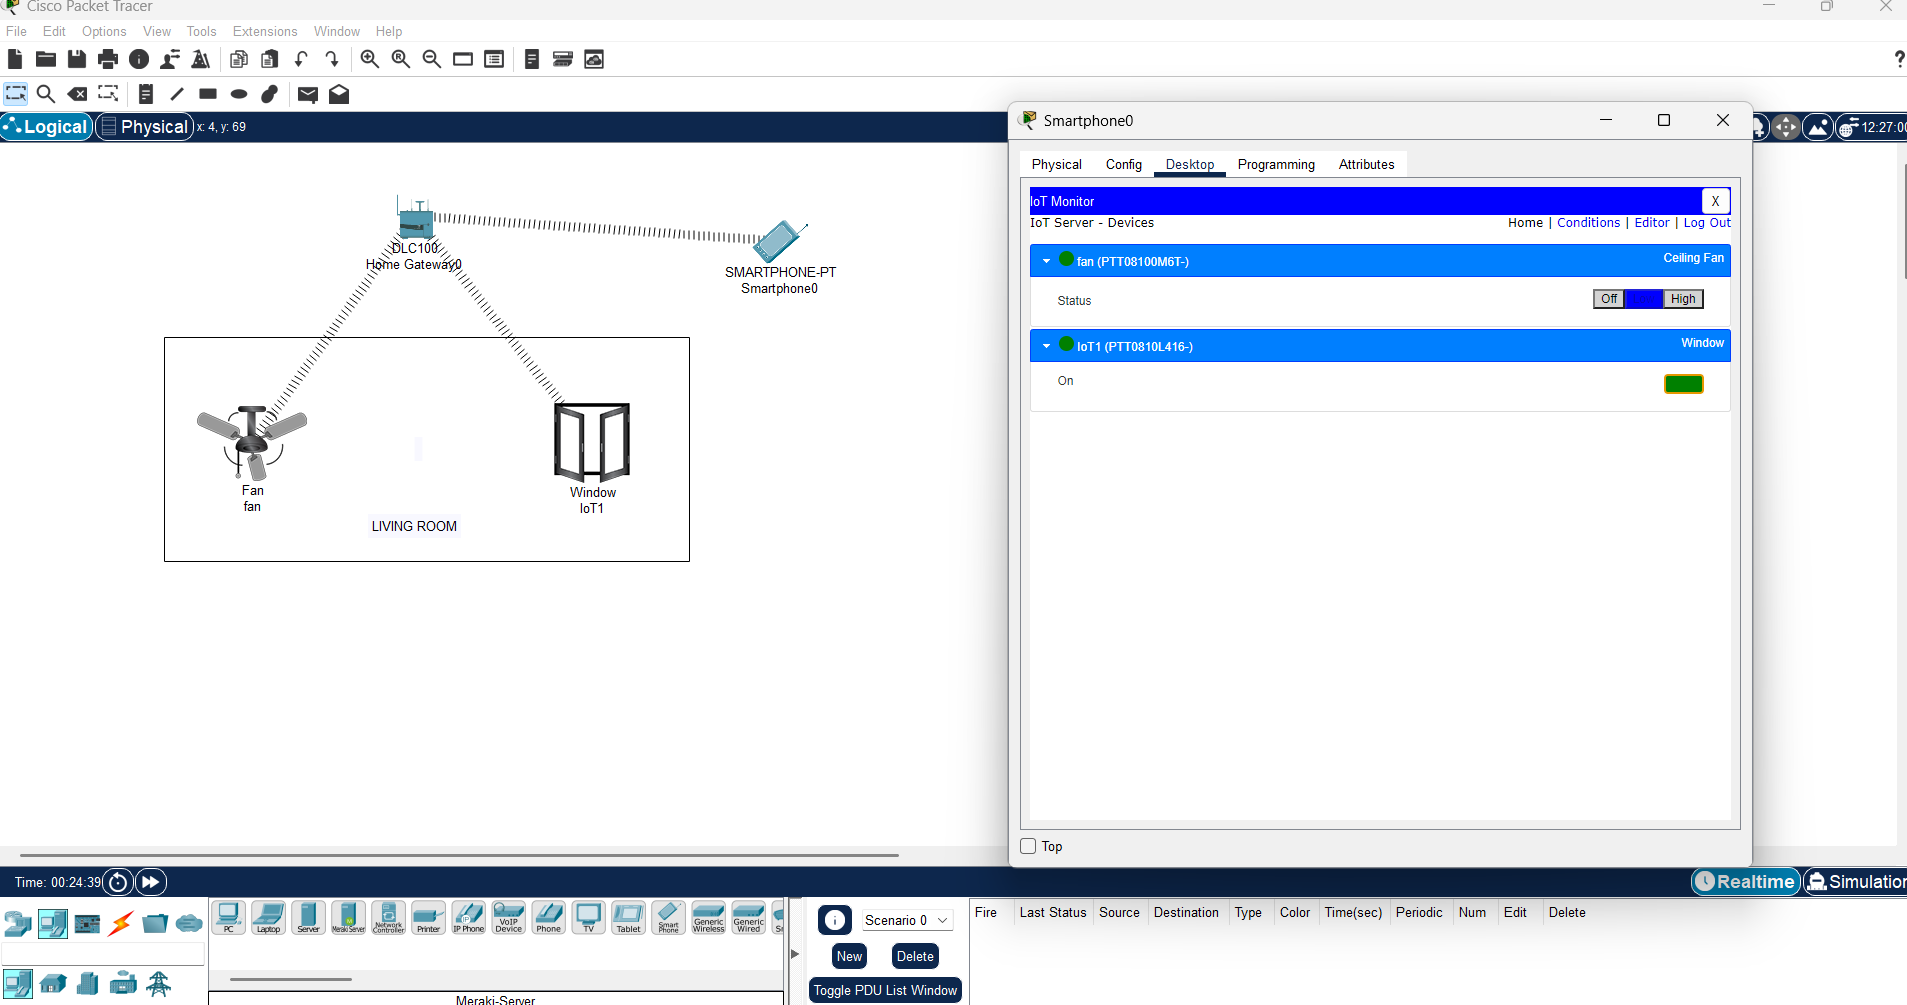 Cisco Packet Tracer
File Edit Options View Tools Extensions Window Help
?
Logical Physical x: 4, y: 69
12:27:00
DLC100
Home Gateway0
SMARTPHONE-PT
Smartphone0
Fan
fan
Window
IoT1
LIVING ROOM
Smartphone0
Physical Config Desktop Programming Attributes
IoT Monitor X
IoT Server - Devices Home | Conditions | Editor | Log Out
fan (PTT08100M6T-) Ceiling Fan
Status Off Low High
IoT1 (PTT0810L416-) Window
On
Top
Time: 00:24:39
Realtime Simulation
PC Laptop Server Meraki Server Network Controller Printer IP Phone VoIP Device Phone TV Tablet Smart Phone Generic Wireless Generic Wired
Meraki-Server
Scenario 0
New Delete
Toggle PDU List Window
Fire Last Status Source Destination Type Color Time(sec) Periodic Num Edit Delete